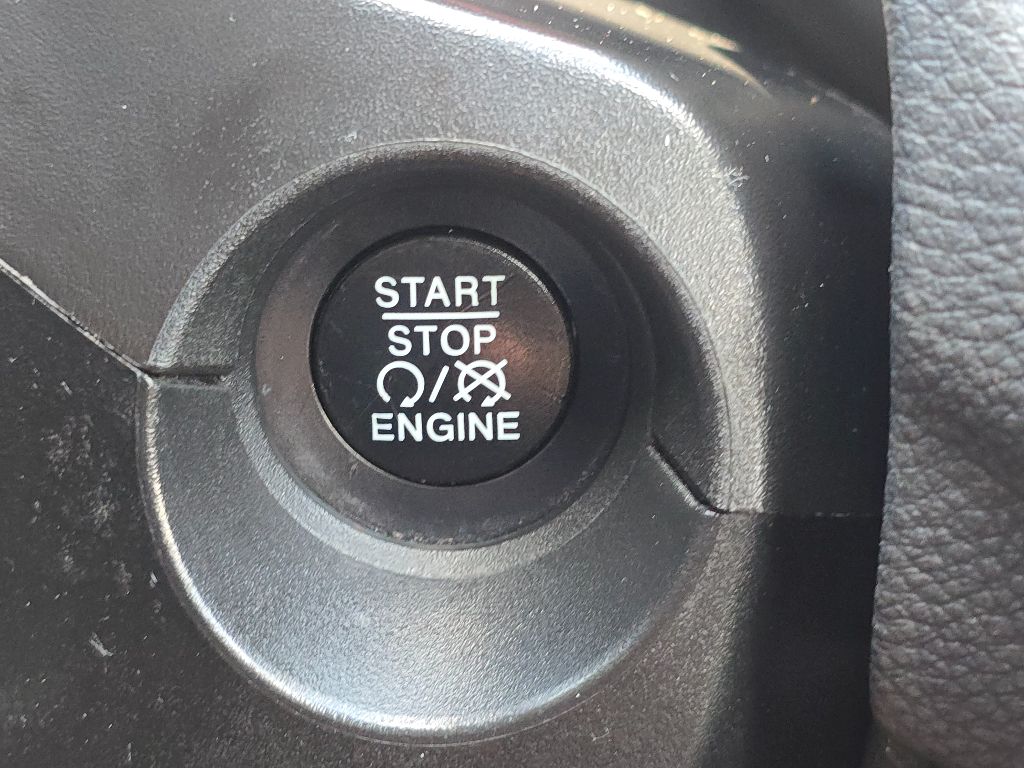 START
STOP
/
ENGINE